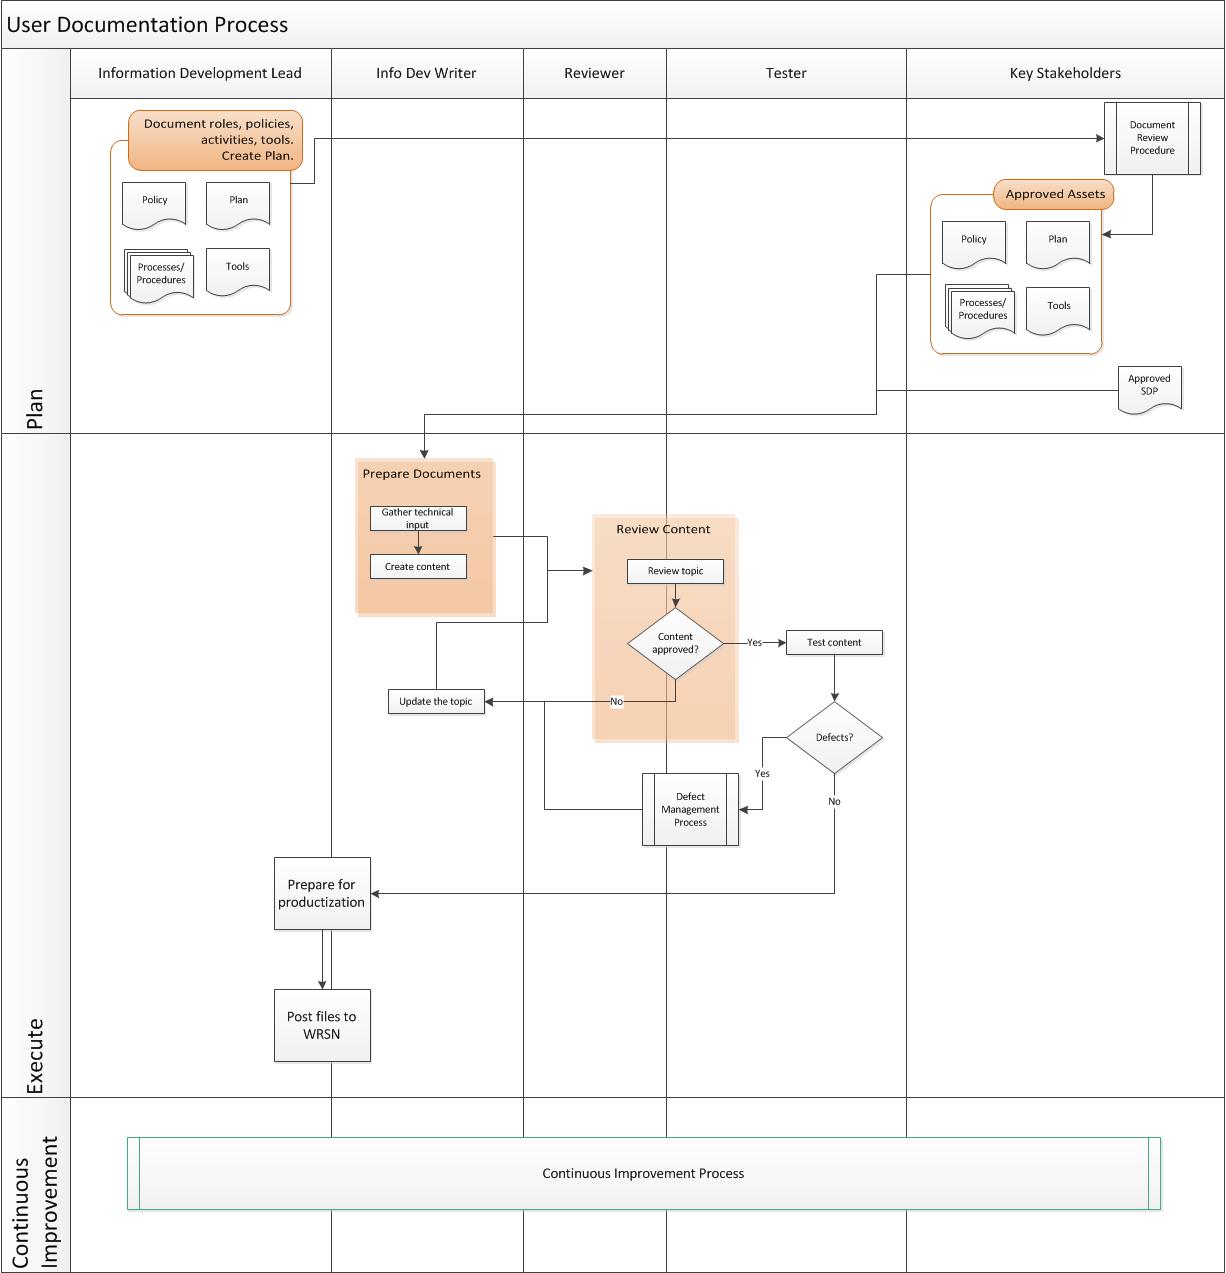 User Documentation Process
Information Development Lead
Info Dev Writer
Reviewer
Tester
Key Stakeholders
Plan
Document roles, policies,
activities, tools.
Create Plan.
Policy
Plan
Processes/
Procedures
Tools
Document
Review
Procedure
Approved Assets
Policy
Plan
Processes/
Procedures
Tools
Approved
SDP
Execute
Prepare Documents
Gather technical
input
Create content
Review Content
Review topic
Content
approved?
Yes
Test content
No
Update the topic
Defects?
Yes
Defect
Management
Process
No
Prepare for
productization
Post files to
WRSN
Continuous
Improvement
Continuous Improvement Process